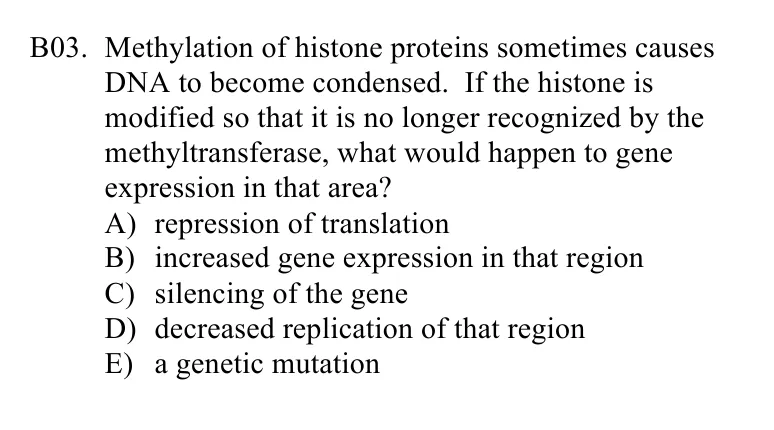 B03. Methylation of histone proteins sometimes causes
DNA to become condensed. If the histone is
modified so that it is no longer recognized by the
methyltransferase, what would happen to gene
expression in that area?
A) repression of translation
B) increased gene expression in that region
C) silencing of the gene
D) decreased replication of that region
E) a genetic mutation